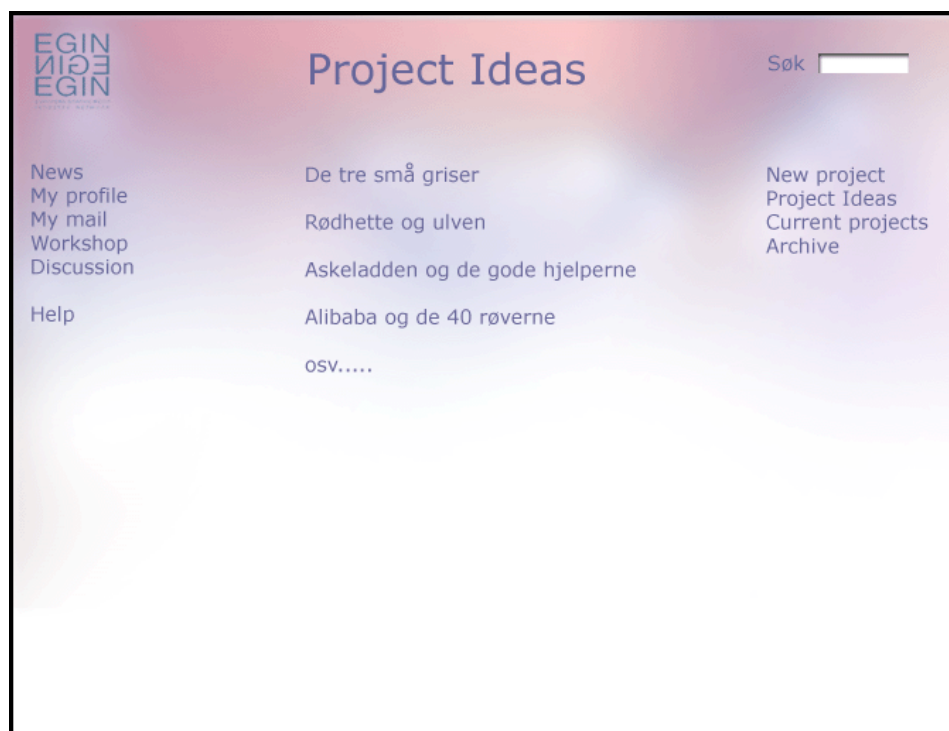 EGIN
NIGE
EGIN
Project Ideas
Søk
News
My profile
My mail
Workshop
Discussion
Help
De tre små griser
Rødhette og ulven
Askeladden og de gode hjelperne
Alibaba og de 40 røverne
osv.....
New project
Project Ideas
Current projects
Archive